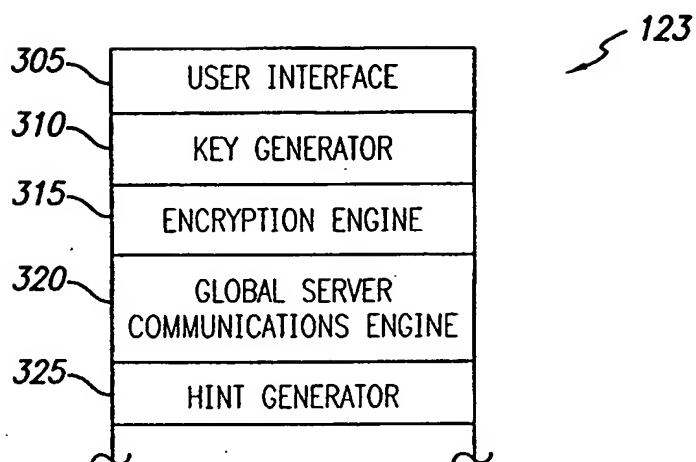 123
305
USER INTERFACE
310
KEY GENERATOR
315
ENCRYPTION ENGINE
320
GLOBAL SERVER
COMMUNICATIONS ENGINE
325
HINT GENERATOR